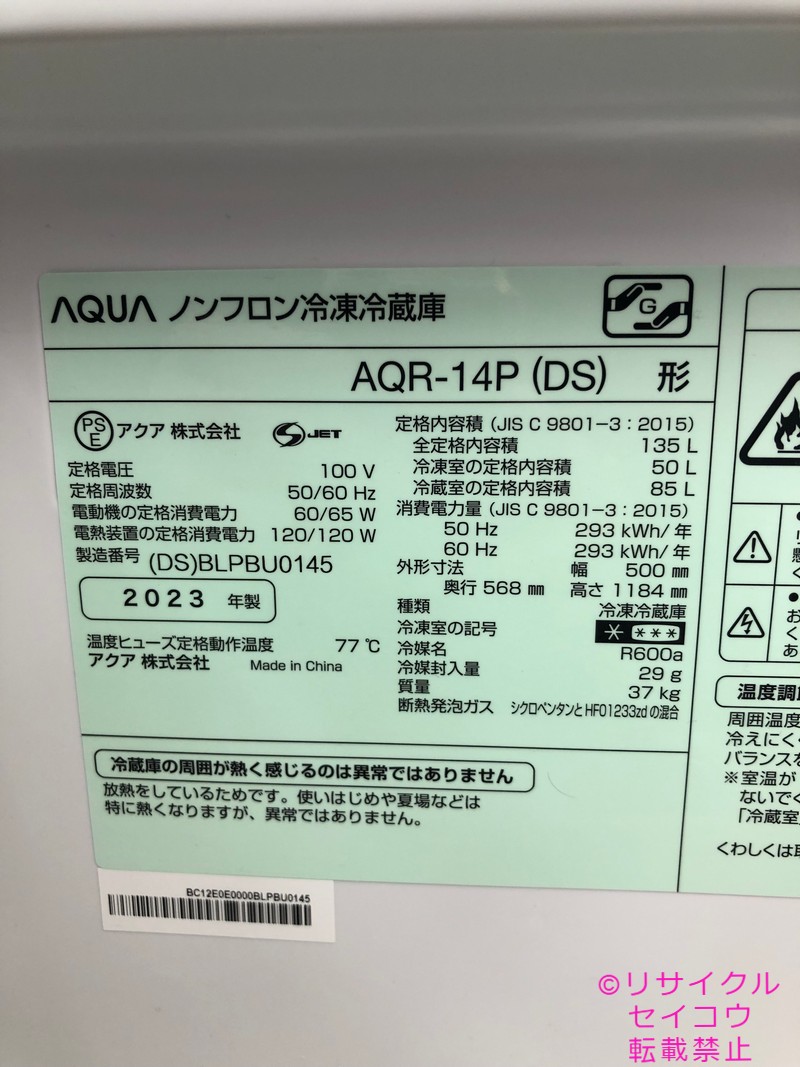 AQUA ノンフロン冷凍冷蔵庫
G
AQR-14P (DS) 形
PS
E
アクア 株式会社
S JET
定格電圧 100 V
定格周波数 50/60 Hz
電動機の定格消費電力 60/65 W
電熱装置の定格消費電力 120/120 W
製造番号 (DS)BLPBU0145
2023 年製
温度ヒューズ定格動作温度 77 ℃
アクア 株式会社 Made in China
定格内容積 (JIS C 9801-3 : 2015)
全定格内容積 135 L
冷凍室の定格内容積 50 L
冷蔵室の定格内容積 85 L
消費電力量 (JIS C 9801-3 : 2015)
50 Hz 293 kWh/年
60 Hz 293 kWh/年
外形寸法 幅 500 mm
奥行 568 mm 高さ 1184 mm
種類 冷凍冷蔵庫
冷凍室の記号 * ***
冷媒名 R600a
冷媒封入量 29 g
質量 37 kg
断熱発泡ガス シクロペンタンとHFO1233zdの混合
冷蔵庫の周囲が熱く感じるのは異常ではありません
放熱をしているためです。使いはじめや夏場などは
特に熱くなりますが、異常ではありません。
BC12E0E0000BLPBU0145
温度調
周囲温度
冷えにく
バランスを
※室温が
ないでく
「冷蔵室
くわしくは取
©リサイクル
セイコウ
転載禁止